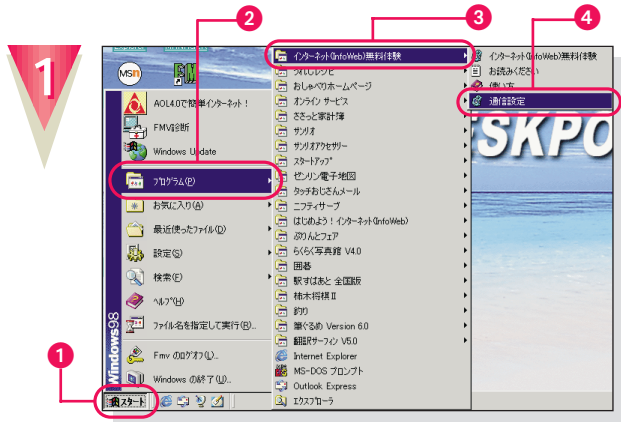 1
2
3
4
1
msn
FM
SKPO
AOL4.0で簡単インターネット!
FMV診断
Windows Update
プログラム(P)
お気に入り(A)
最近使ったファイル(D)
設定(S)
検索(F)
ヘルプ(H)
ファイル名を指定して実行(R)...
Fmv のログオフ(L)...
Windows の終了(U)...
Windows98
スタート
インターネット(InfoWeb)無料体験
うれしレシピ
おしゃべりホームページ
オンライン サービス
ささっと家計簿
サンリオ
サンリオアクセサリー
スタートアップ
ゼンリン電子地図
タッチおじさんメール
ニフティサーブ
はじめよう!インターネット(InfoWeb)
ぷりんとフェア
らくらく写真館 V4.0
囲碁
駅すぱあと 全国版
柿木将棋Ⅱ
釣り
筆ぐるめ Version 6.0
翻訳サーフィン V5.0
Internet Explorer
MS-DOS プロンプト
Outlook Express
エクスプローラ
インターネット(InfoWeb)無料体験
お読みください
使い方
通信設定